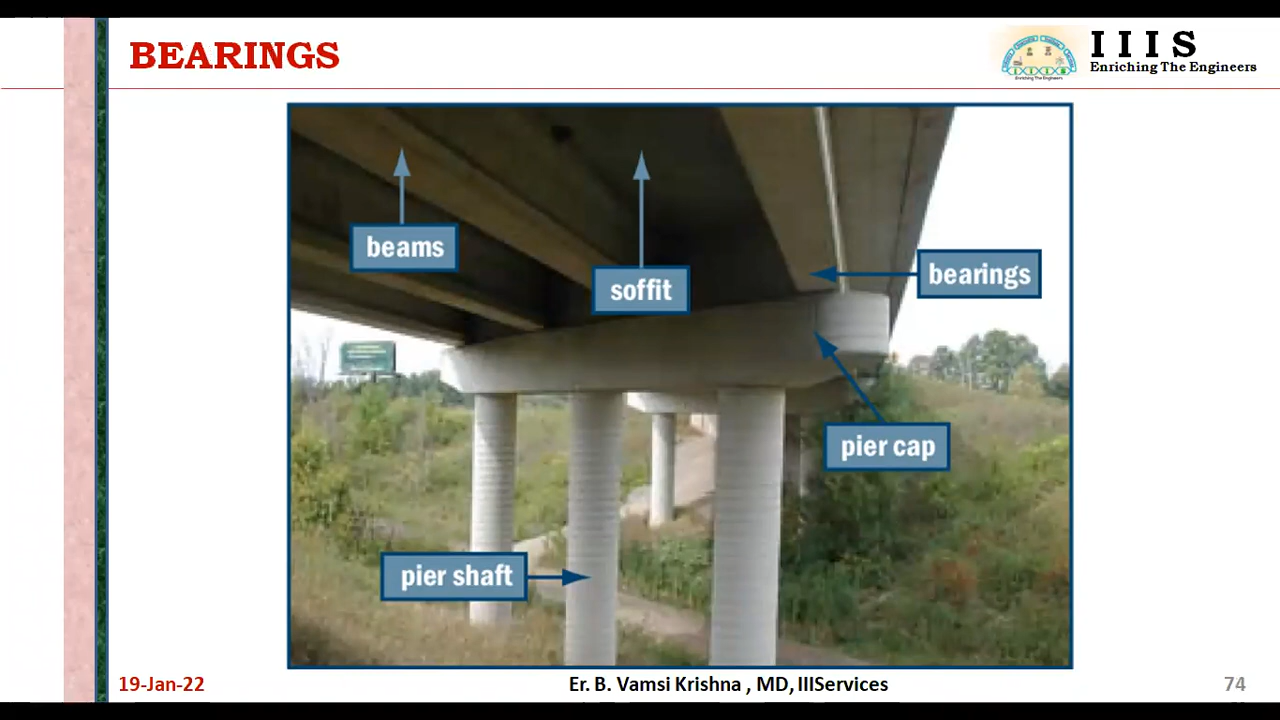 BEARINGS
I I I S
Enriching The Engineers
beams
soffit
bearings
pier cap
pier shaft
19-Jan-22
Er. B. Vamsi Krishna , MD, IIIServices
74